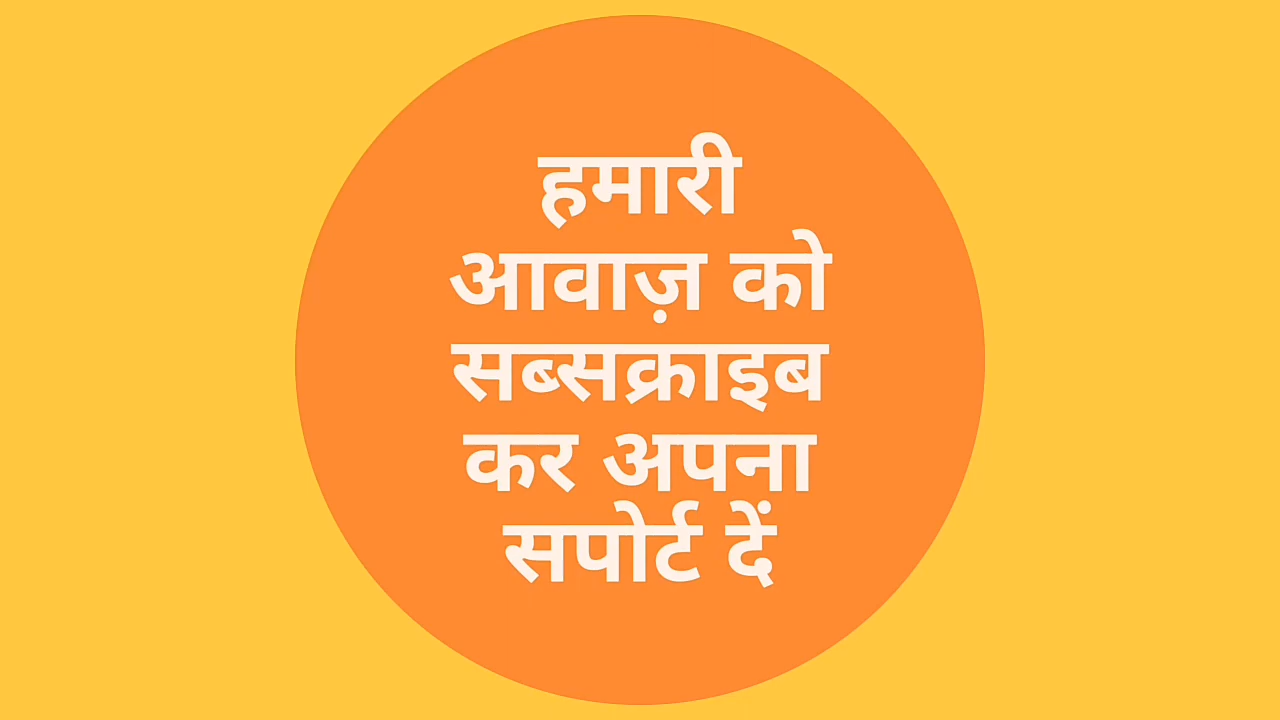 हमारी
आवाज़ को
सब्सक्राइब
कर अपना
सपोर्ट दें